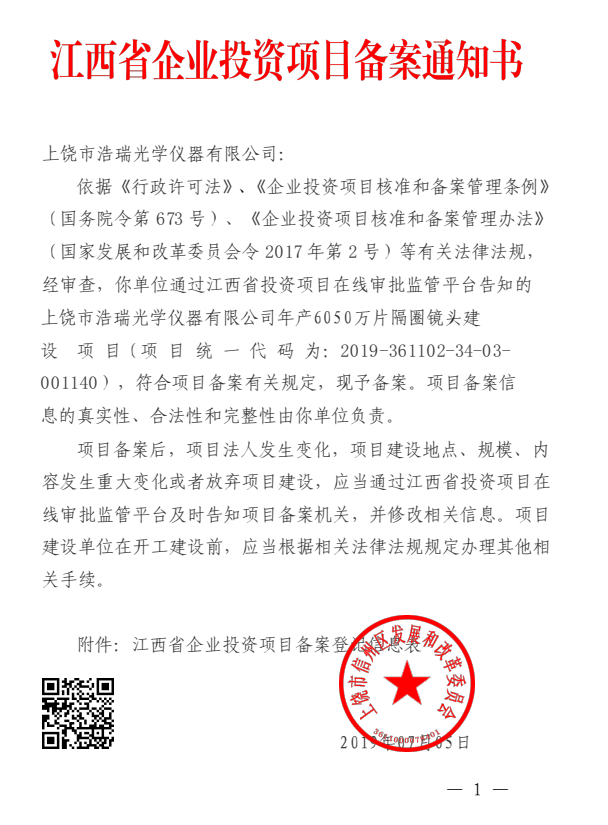 江西省企业投资项目备案通知书
上饶市浩瑞光学仪器有限公司：
依据《行政许可法》、《企业投资项目核准和备案管理条例》
（国务院令第 673 号）、《企业投资项目核准和备案管理办法》
（国家发展和改革委员会令 2017 年第 2 号）等有关法律法规，
经审查，你单位通过江西省投资项目在线审批监管平台告知的
上饶市浩瑞光学仪器有限公司年产6050万片隔圈镜头建
设 项 目（项 目 统 一 代 码 为：2019-361102-34-03-
001140），符合项目备案有关规定，现予备案。项目备案信
息的真实性、合法性和完整性由你单位负责。
项目备案后，项目法人发生变化，项目建设地点、规模、内
容发生重大变化或者放弃项目建设，应当通过江西省投资项目在
线审批监管平台及时告知项目备案机关，并修改相关信息。项目
建设单位在开工建设前，应当根据相关法律法规规定办理其他相
关手续。
附件：江西省企业投资项目备案登记信息表
上饶市信州区发展和改革委员会
2019年07月05日
— 1 —